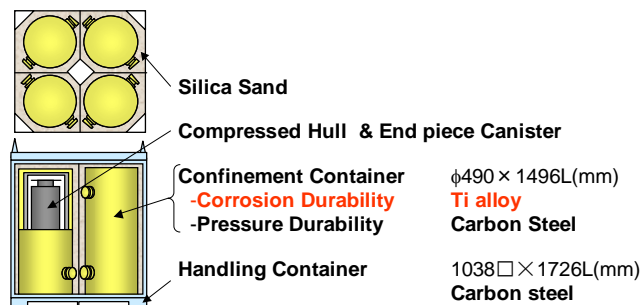 Silica Sand
Compressed Hull & End piece Canister
Confinement Container ϕ490 × 1496L(mm)
-Corrosion Durability Ti alloy
-Pressure Durability Carbon Steel
Handling Container 1038□×1726L(mm)
Carbon steel